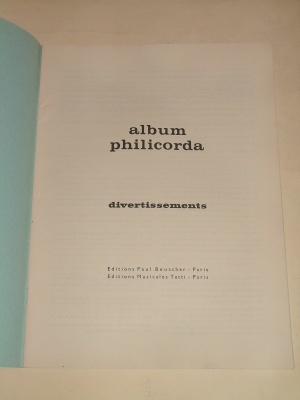 album
philicorda
divertissements
Editions Paul Beuscher - Paris
Editions Musicales Tutti - Paris